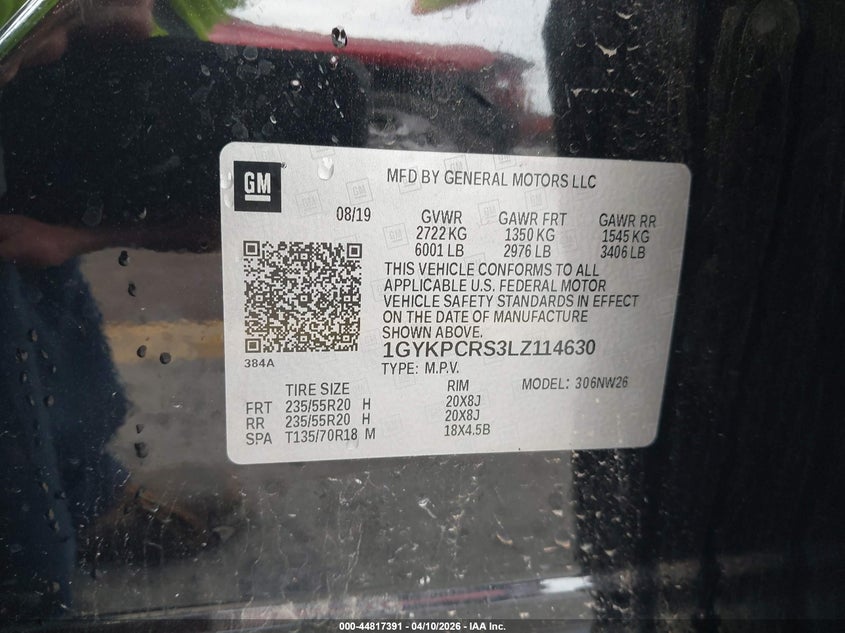 GM
MFD BY GENERAL MOTORS LLC
08/19 GVWR GAWR FRT GAWR RR
2722 KG 1350 KG 1545 KG
6001 LB 2976 LB 3406 LB
THIS VEHICLE CONFORMS TO ALL
APPLICABLE U.S. FEDERAL MOTOR
VEHICLE SAFETY STANDARDS IN EFFECT
ON THE DATE OF MANUFACTURE
SHOWN ABOVE.
1GYKPCRS3LZ114630
384A
TYPE: M.P.V.
TIRE SIZE RIM MODEL: 306NW26
FRT 235/55R20 H 20X8J
RR 235/55R20 H 20X8J
SPA T135/70R18 M 18X4.5B
000-44817391 - 04/10/2026 - IAA Inc.